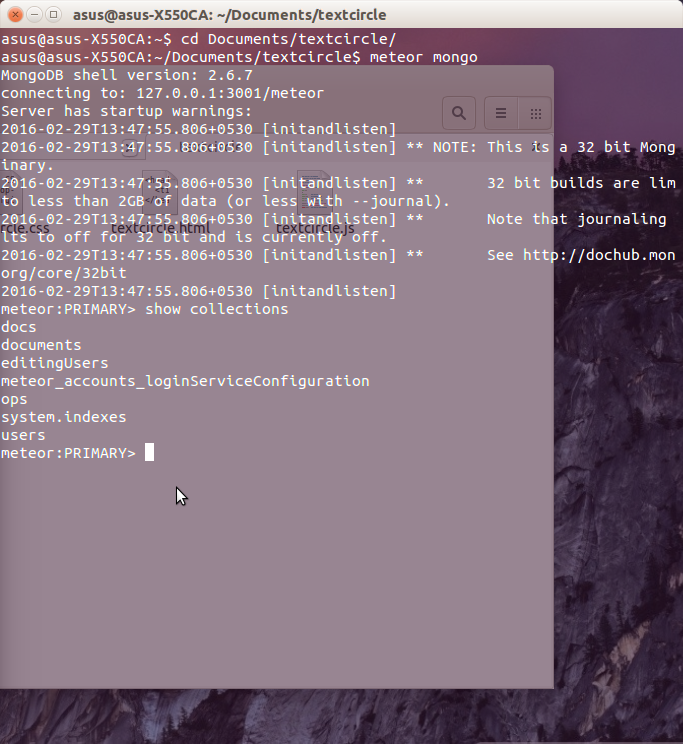 asus@asus-X550CA: ~/Documents/textcircle
asus@asus-X550CA:~$ cd Documents/textcircle/
asus@asus-X550CA:~/Documents/textcircle$ meteor mongo
MongoDB shell version: 2.6.7
connecting to: 127.0.0.1:3001/meteor
Server has startup warnings:
2016-02-29T13:47:55.806+0530 [initandlisten]
2016-02-29T13:47:55.806+0530 [initandlisten] ** NOTE: This is a 32 bit Mong
inary.
2016-02-29T13:47:55.806+0530 [initandlisten] **       32 bit builds are lim
to less than 2GB of data (or less with --journal).
2016-02-29T13:47:55.806+0530 [initandlisten] **       Note that journaling
lts to off for 32 bit and is currently off.
2016-02-29T13:47:55.806+0530 [initandlisten] **       See http://dochub.mon
org/core/32bit
2016-02-29T13:47:55.806+0530 [initandlisten]
meteor:PRIMARY> show collections
docs
documents
editingUsers
meteor_accounts_loginServiceConfiguration
ops
system.indexes
users
meteor:PRIMARY>
rcle.css textcircle.html textcircle.js